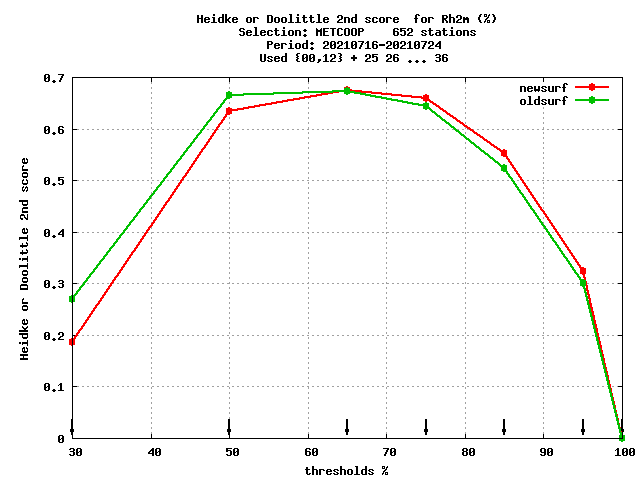 Heidke or Doolittle 2nd score  for Rh2m (%)
Selection: METCOOP    652 stations
Period: 20210716-20210724
Used {00,12} + 25 26 ... 36
newsurf
oldsurf
Heidke or Doolittle 2nd score
0.7
0.6
0.5
0.4
0.3
0.2
0.1
0
30 40 50 60 70 80 90 100
thresholds %